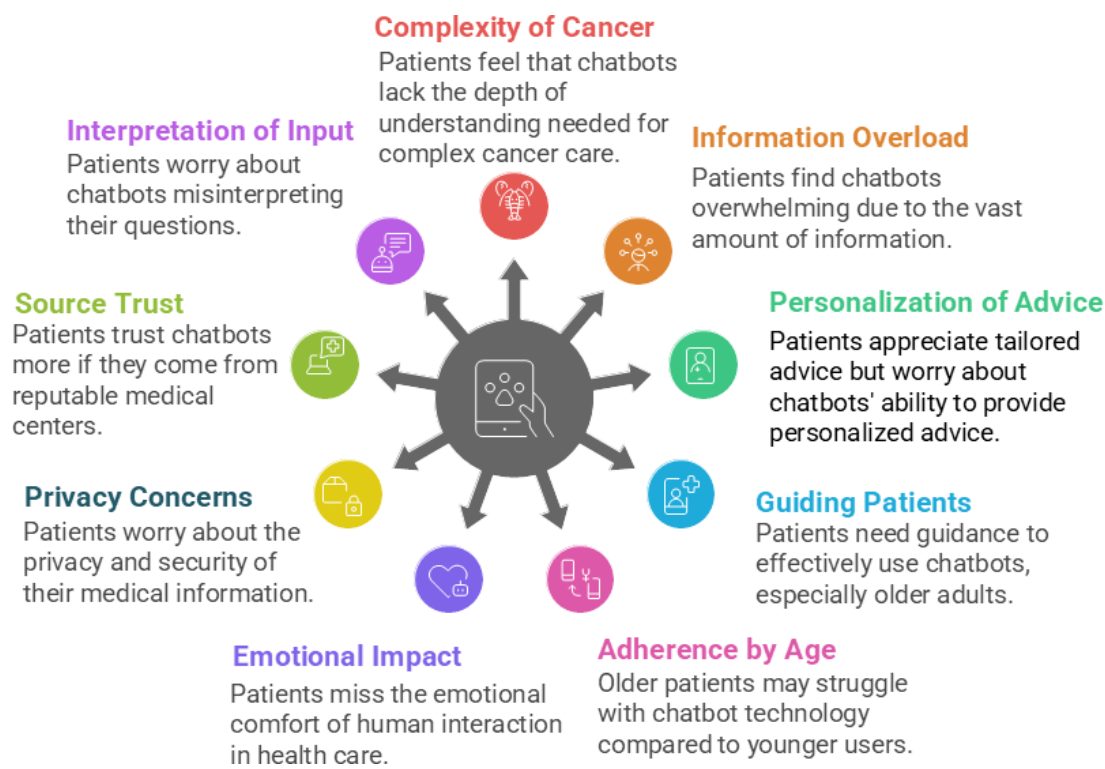 Complexity of Cancer
Patients feel that chatbots
lack the depth of
understanding needed for
complex cancer care.
Interpretation of Input
Patients worry about
chatbots misinterpreting
their questions.
Information Overload
Patients find chatbots
overwhelming due to the vast
amount of information.
Source Trust
Patients trust chatbots
more if they come from
reputable medical
centers.
Personalization of Advice
Patients appreciate tailored
advice but worry about
chatbots' ability to provide
personalized advice.
Privacy Concerns
Patients worry about the
privacy and security of
their medical information.
Guiding Patients
Patients need guidance to
effectively use chatbots,
especially older adults.
Emotional Impact
Patients miss the emotional
comfort of human interaction
in health care.
Adherence by Age
Older patients may struggle
with chatbot technology
compared to younger users.